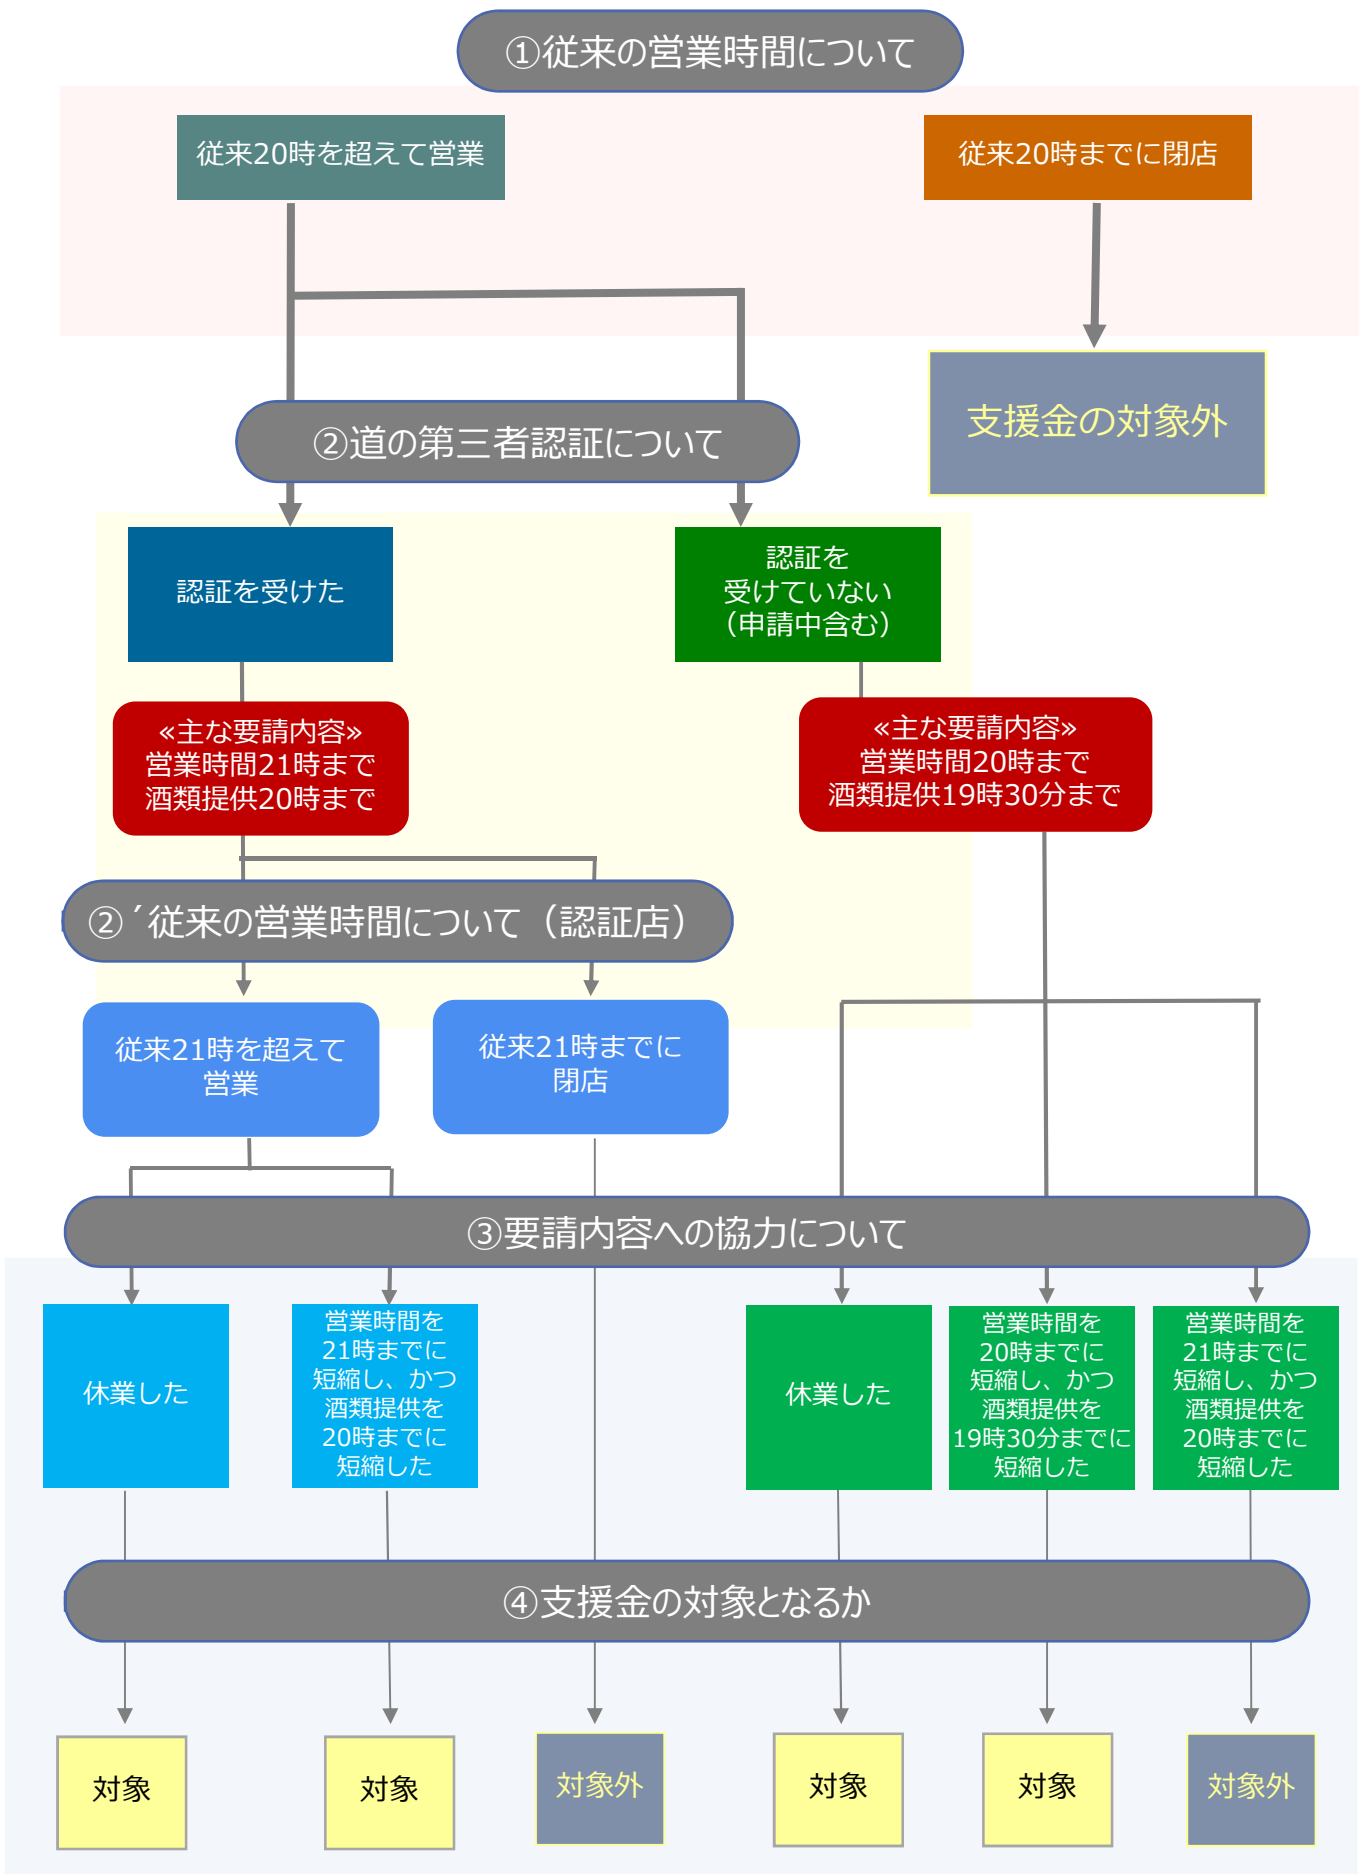 ①従来の営業時間について
従来20時を超えて営業
従来20時までに閉店
支援金の対象外
②道の第三者認証について
認証を受けた
認証を
受けていない
（申請中含む）
«主な要請内容»
営業時間21時まで
酒類提供20時まで
«主な要請内容»
営業時間20時まで
酒類提供19時30分まで
②´従来の営業時間について（認証店）
従来21時を超えて
営業
従来21時までに
閉店
③要請内容への協力について
休業した
営業時間を
21時までに
短縮し、かつ
酒類提供を
20時までに
短縮した
休業した
営業時間を
20時までに
短縮し、かつ
酒類提供を
19時30分までに
短縮した
営業時間を
21時までに
短縮し、かつ
酒類提供を
20時までに
短縮した
④支援金の対象となるか
対象
対象
対象外
対象
対象
対象外